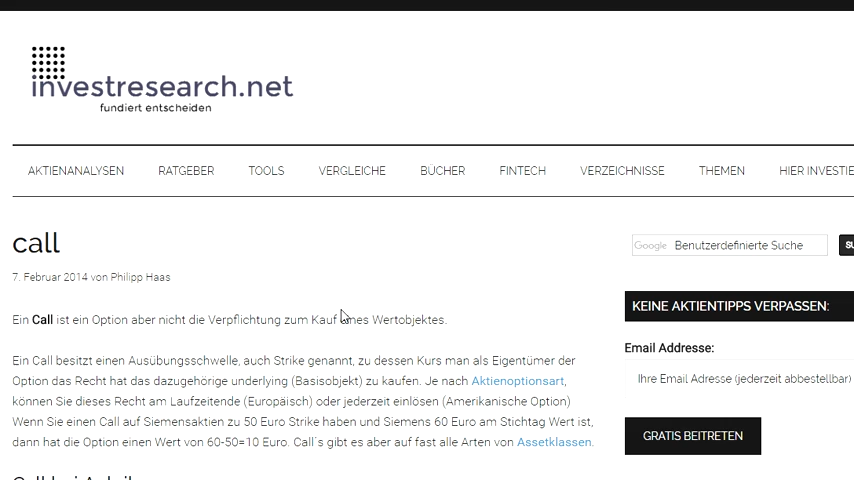 investresearch.net
fundiert entscheiden
AKTIENANALYSEN RATGEBER TOOLS VERGLEICHE BÜCHER FINTECH VERZEICHNISSE THEMEN HIER INVESTIE
call
7. Februar 2014 von Philipp Haas
Ein Call ist ein Option aber nicht die Verpflichtung zum Kauf eines Wertobjektes.
Ein Call besitzt einen Ausübungsschwelle, auch Strike genannt, zu dessen Kurs man als Eigentümer der
Option das Recht hat das dazugehörige underlying (Basisobjekt) zu kaufen. Je nach Aktienoptionsart,
können Sie dieses Recht am Laufzeitende (Europäisch) oder jederzeit einlösen (Amerikanische Option)
Wenn Sie einen Call auf Siemensaktien zu 50 Euro Strike haben und Siemens 60 Euro am Stichtag Wert ist,
dann hat die Option einen Wert von 60-50=10 Euro. Call´s gibt es aber auf fast alle Arten von Assetklassen.
Google Benutzerdefinierte Suche SU
KEINE AKTIENTIPPS VERPASSEN:
Email Addresse:
Ihre Email Adresse (jederzeit abbestellbar)
GRATIS BEITRETEN